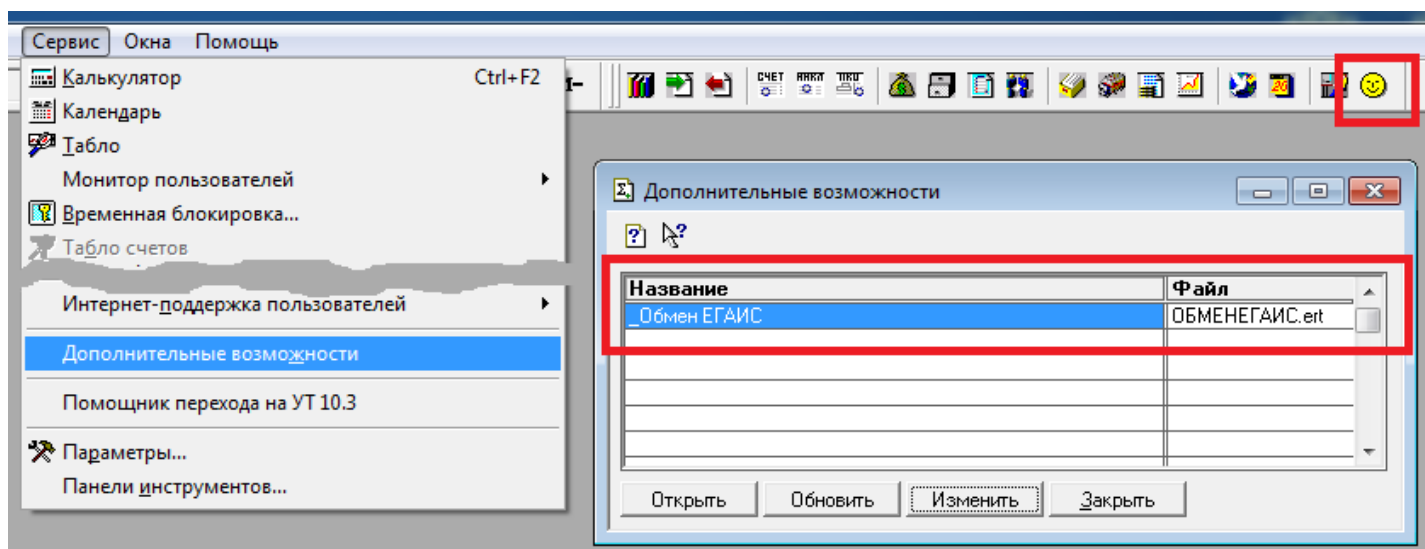 Сервис Окна Помощь
Калькулятор Ctrl+F2
Календарь
Табло
Монитор пользователей
Временная блокировка...
Табло счетов
Интернет-поддержка пользователей
Дополнительные возможности
Помощник перехода на УТ 10.3
Параметры...
Панели инструментов...
Дополнительные возможности
Название Файл
_Обмен ЕГАИС ОБМЕНЕГАИС.ert
Открыть Обновить Изменить Закрыть